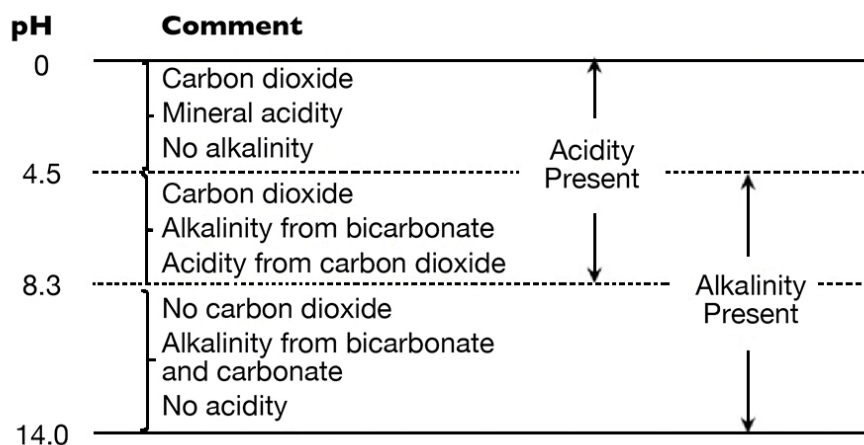 pH Comment
0
Carbon dioxide
Mineral acidity
No alkalinity
Acidity
Present
4.5
Carbon dioxide
Alkalinity from bicarbonate
Acidity from carbon dioxide
8.3
No carbon dioxide
Alkalinity from bicarbonate
and carbonate
No acidity
Alkalinity
Present
14.0